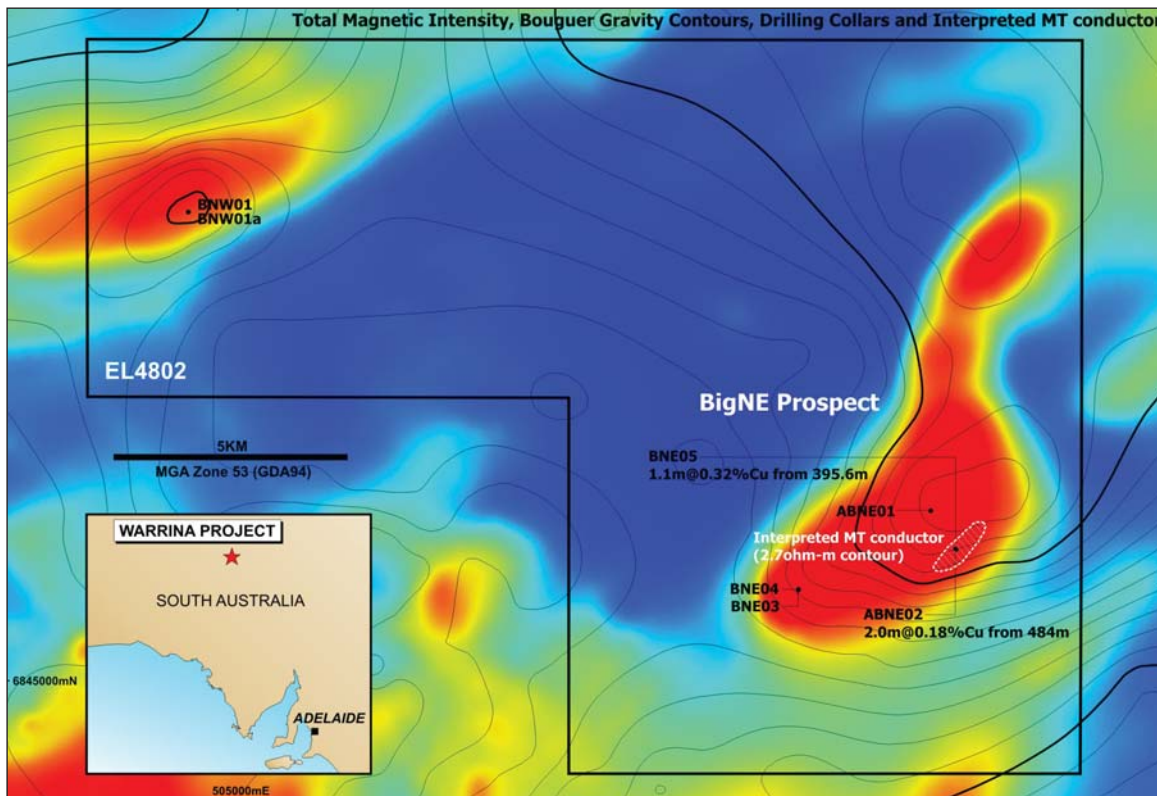 Total Magnetic Intensity, Bouguer Gravity Contours, Drilling Collars and Interpreted MT conductor
BNW01
BNW01a
EL4802
BigNE Prospect
5KM
MGA Zone 53 (GDA94)
BNE05
1.1m@0.32%Cu from 395.6m
ABNE01
Interpreted MT conductor
(2.7ohm-m contour)
BNE04
BNE03
ABNE02
2.0m@0.18%Cu from 484m
WARRINA PROJECT
SOUTH AUSTRALIA
ADELAIDE
6845000mN
505000mE